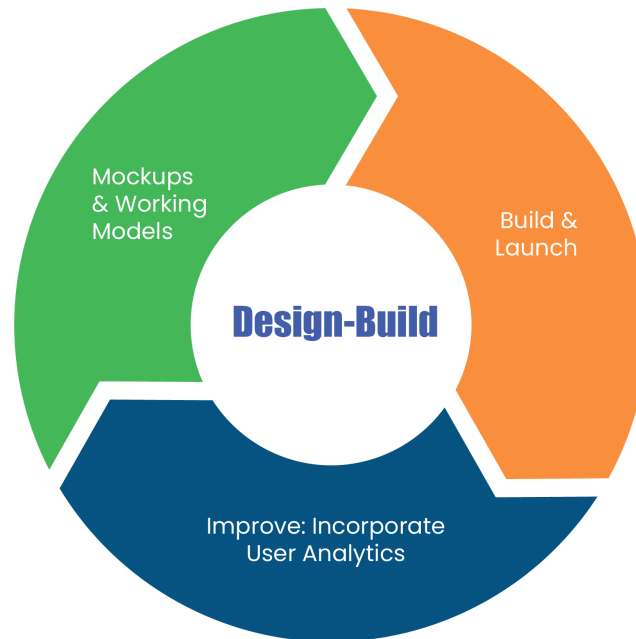 Mockups
& Working
Models
Build &
Launch
Design-Build
Improve: Incorporate
User Analytics